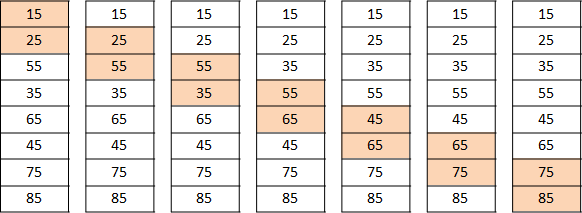 15 15 15 15 15 15 15
25 25 25 25 25 25 25
55 55 55 35 35 35 35
35 35 35 55 55 55 55
65 65 65 65 45 45 45
45 45 45 45 65 65 65
75 75 75 75 75 75 75
85 85 85 85 85 85 85